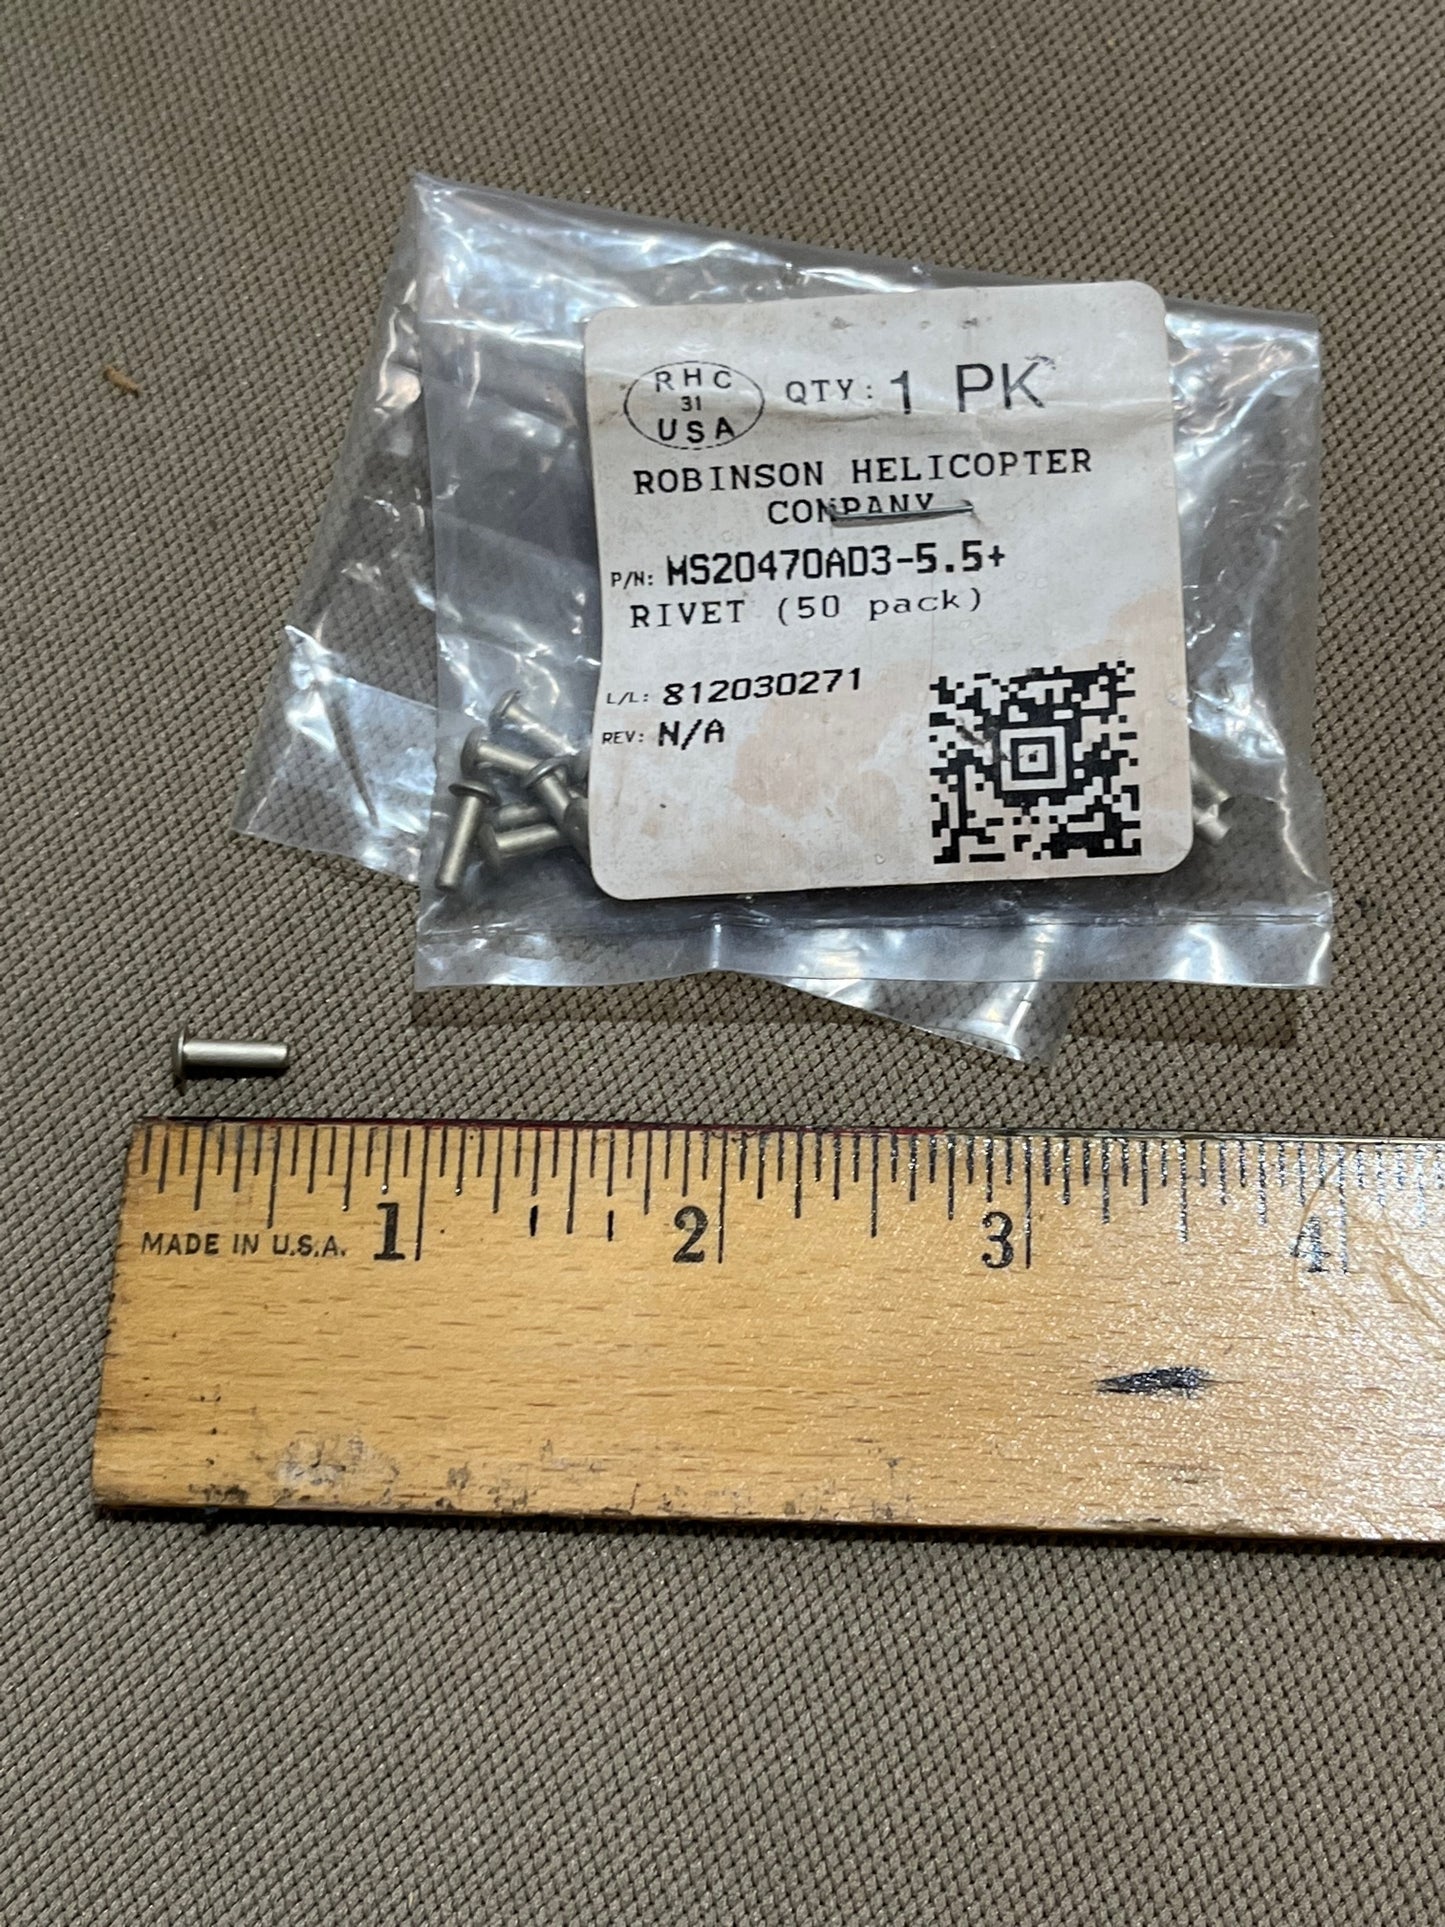 RHC
31
USA
QTY: 1 PK
ROBINSON HELICOPTER
COMPANY
P/N: MS20470AD3-5.5+
RIVET (50 pack)
L/L: 812030271
REV: N/A
1 2 3 4
MADE IN U.S.A.